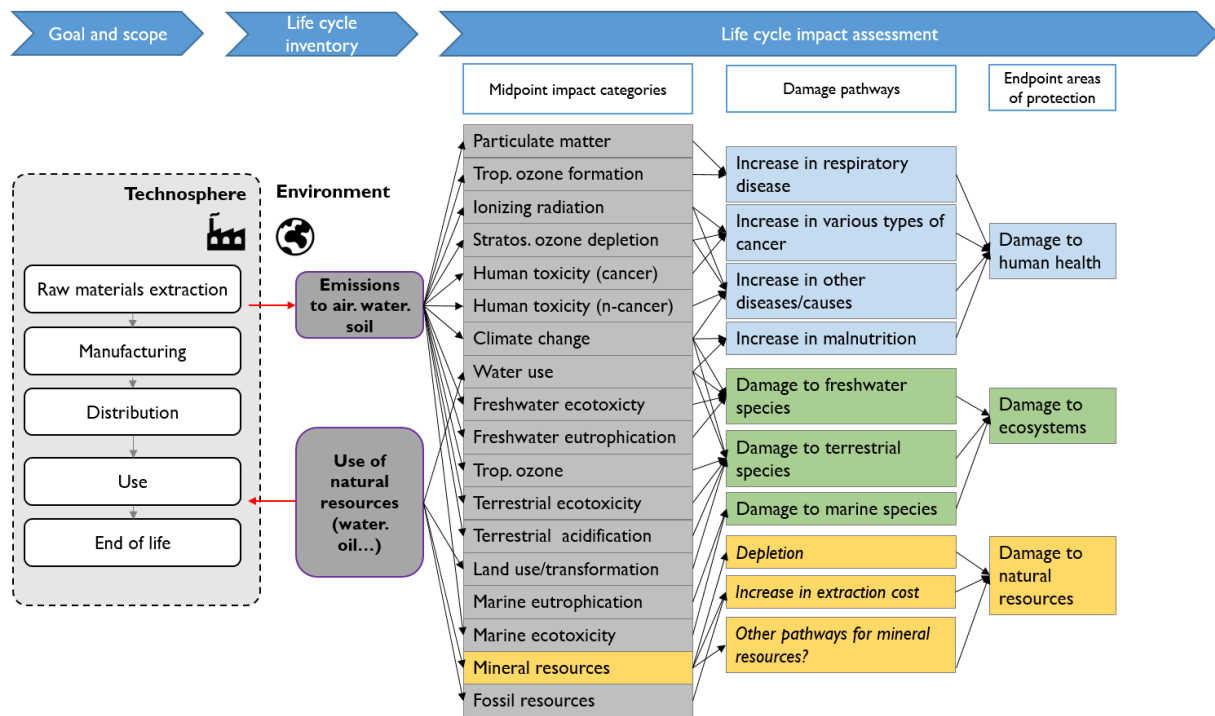 Goal and scope
Life cycle
inventory
Life cycle impact assessment
Midpoint impact categories
Damage pathways
Endpoint areas
of protection
Technosphere
Environment
Raw materials extraction
Manufacturing
Distribution
Use
End of life
Emissions
to air. water.
soil
Use of
natural
resources
(water.
oil…)
Particulate matter
Trop. ozone formation
Ionizing radiation
Stratos. ozone depletion
Human toxicity (cancer)
Human toxicity (n-cancer)
Climate change
Water use
Freshwater ecotoxicty
Freshwater eutrophication
Trop. ozone
Terrestrial ecotoxicity
Terrestrial acidification
Land use/transformation
Marine eutrophication
Marine ecotoxicity
Mineral resources
Fossil resources
Increase in respiratory
disease
Increase in various types of
cancer
Increase in other
diseases/causes
Increase in malnutrition
Damage to freshwater
species
Damage to terrestrial
species
Damage to marine species
Depletion
Increase in extraction cost
Other pathways for mineral
resources?
Damage to
human health
Damage to
ecosystems
Damage to
natural
resources